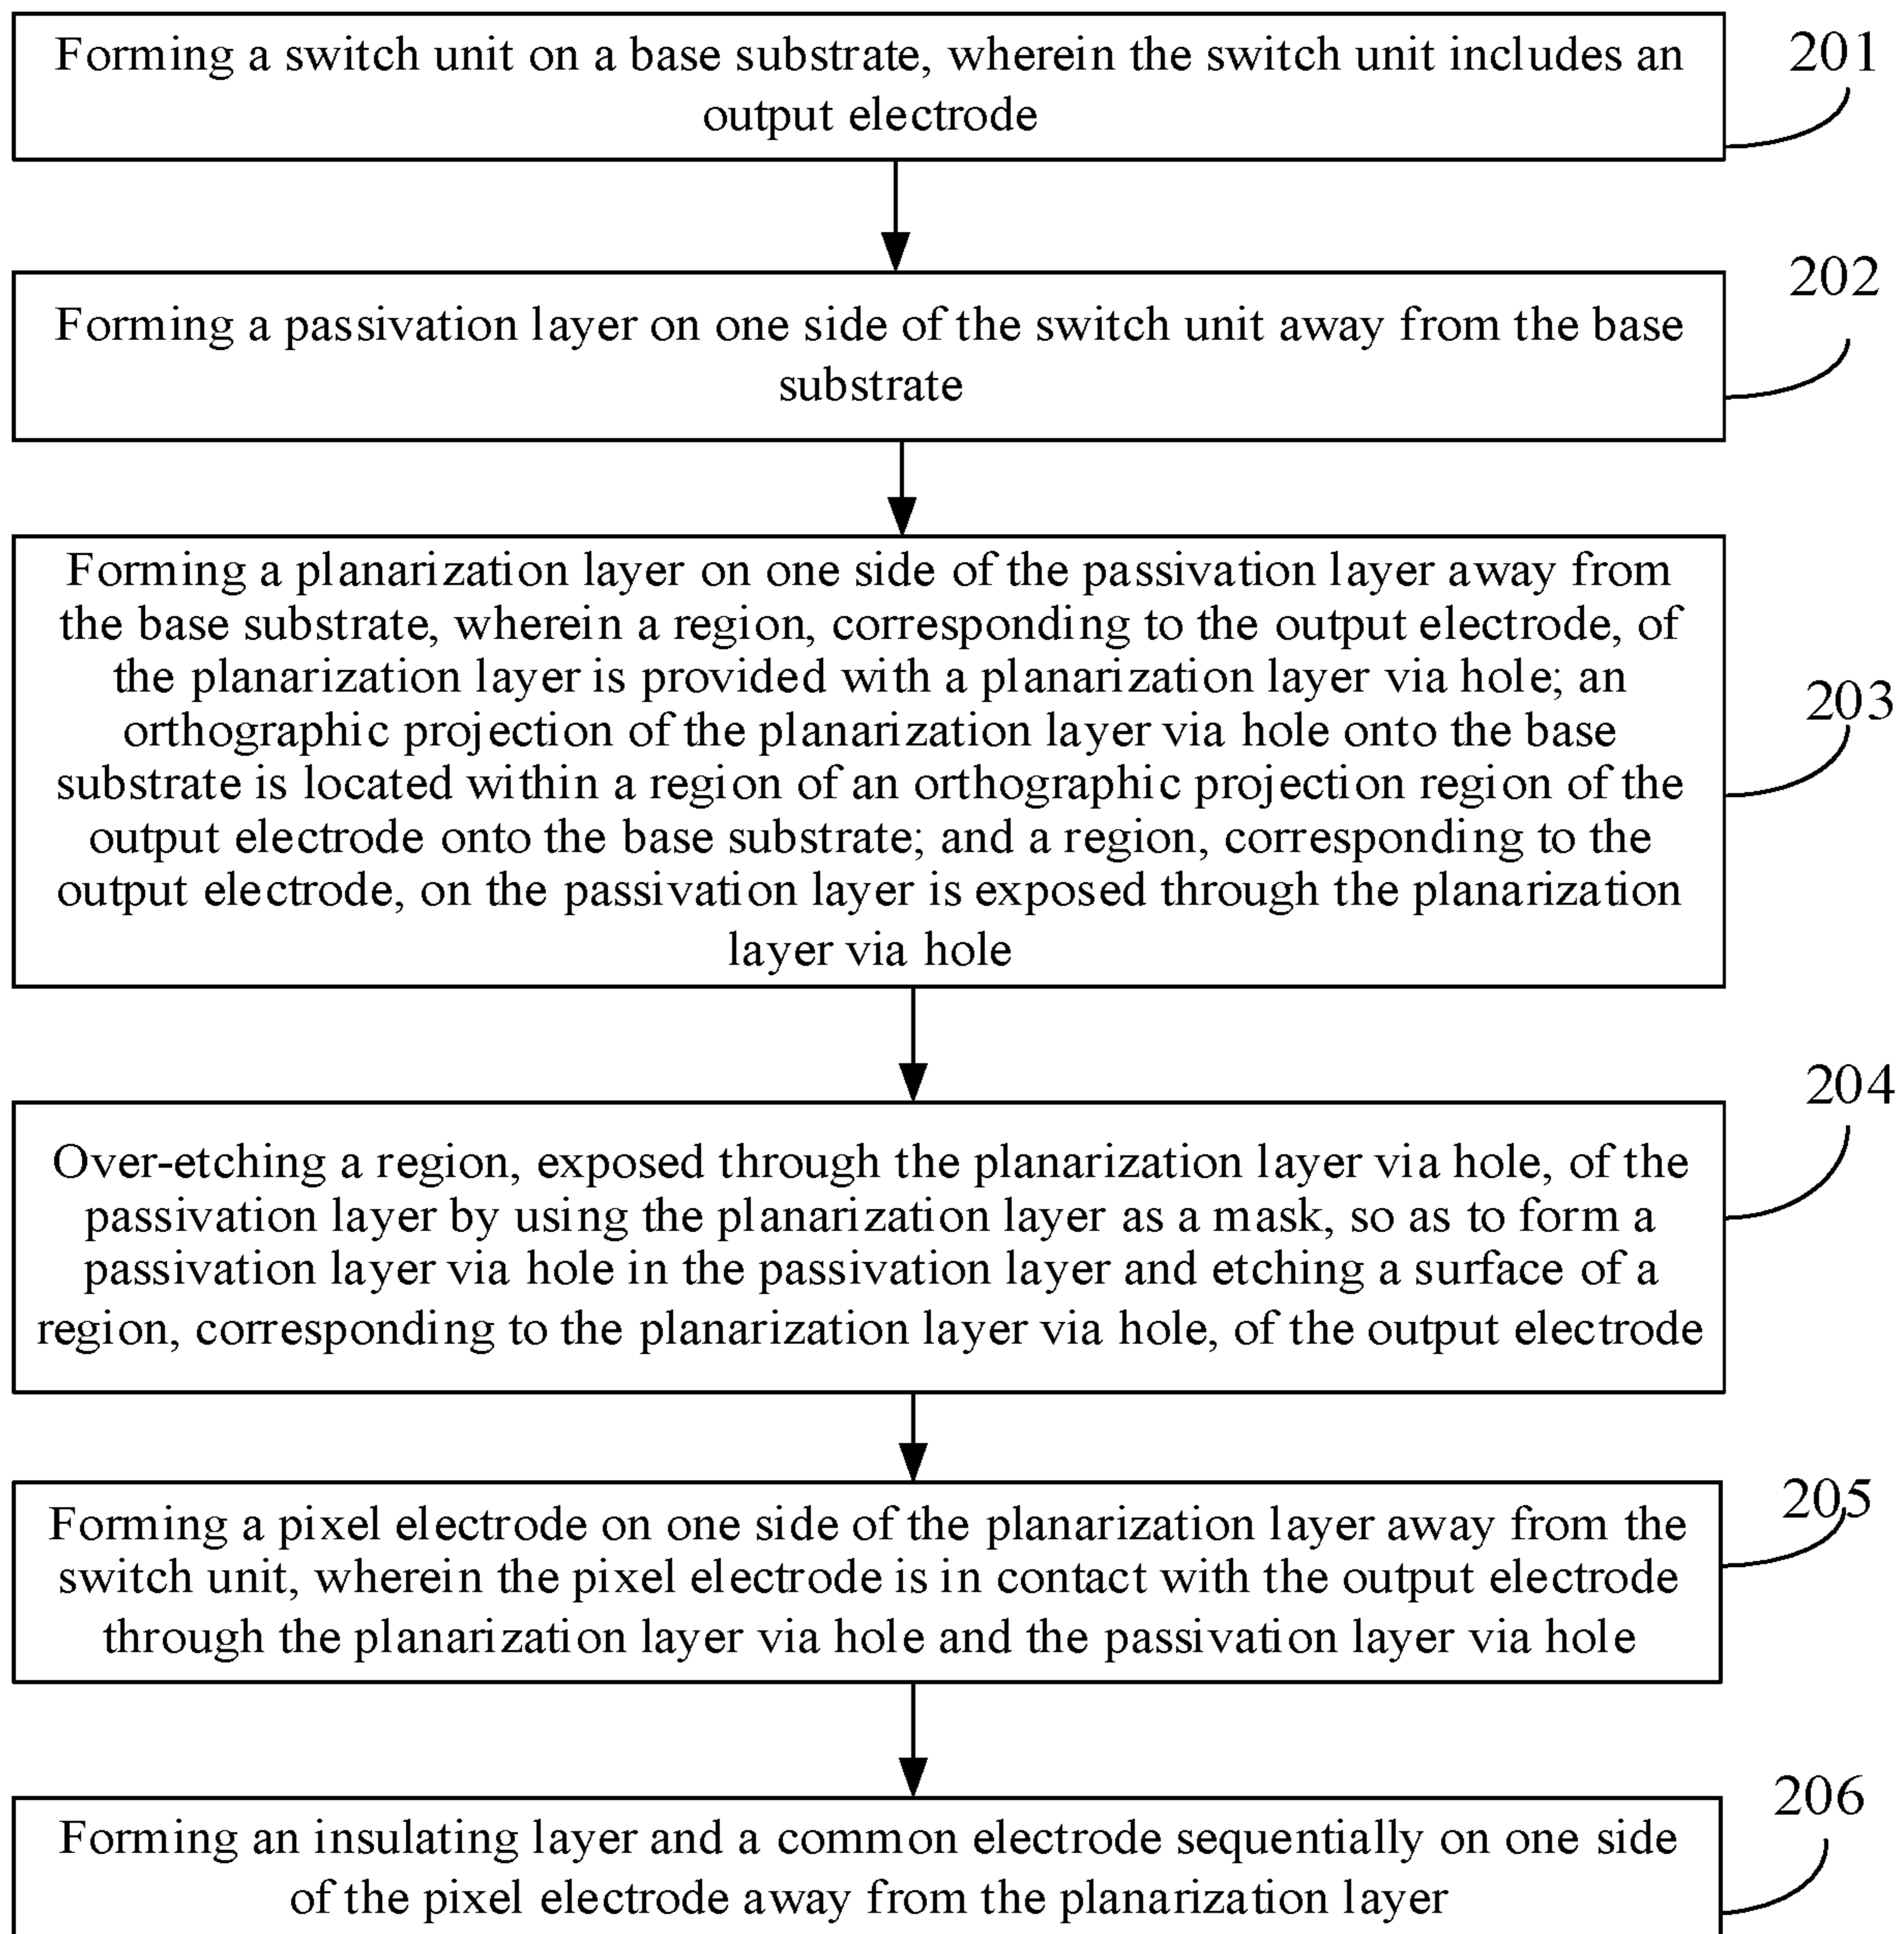 Forming a switch unit on a base substrate, wherein the switch unit includes an
output electrode
201
Forming a passivation layer on one side of the switch unit away from the base
substrate
202
Forming a planarization layer on one side of the passivation layer away from
the base substrate, wherein a region, corresponding to the output electrode, of
the planarization layer is provided with a planarization layer via hole; an
orthographic projection of the planarization layer via hole onto the base
substrate is located within a region of an orthographic projection region of the
output electrode onto the base substrate; and a region, corresponding to the
output electrode, on the passivation layer is exposed through the planarization
layer via hole
203
Over-etching a region, exposed through the planarization layer via hole, of the
passivation layer by using the planarization layer as a mask, so as to form a
passivation layer via hole in the passivation layer and etching a surface of a
region, corresponding to the planarization layer via hole, of the output electrode
204
Forming a pixel electrode on one side of the planarization layer away from the
switch unit, wherein the pixel electrode is in contact with the output electrode
through the planarization layer via hole and the passivation layer via hole
205
Forming an insulating layer and a common electrode sequentially on one side
of the pixel electrode away from the planarization layer
206